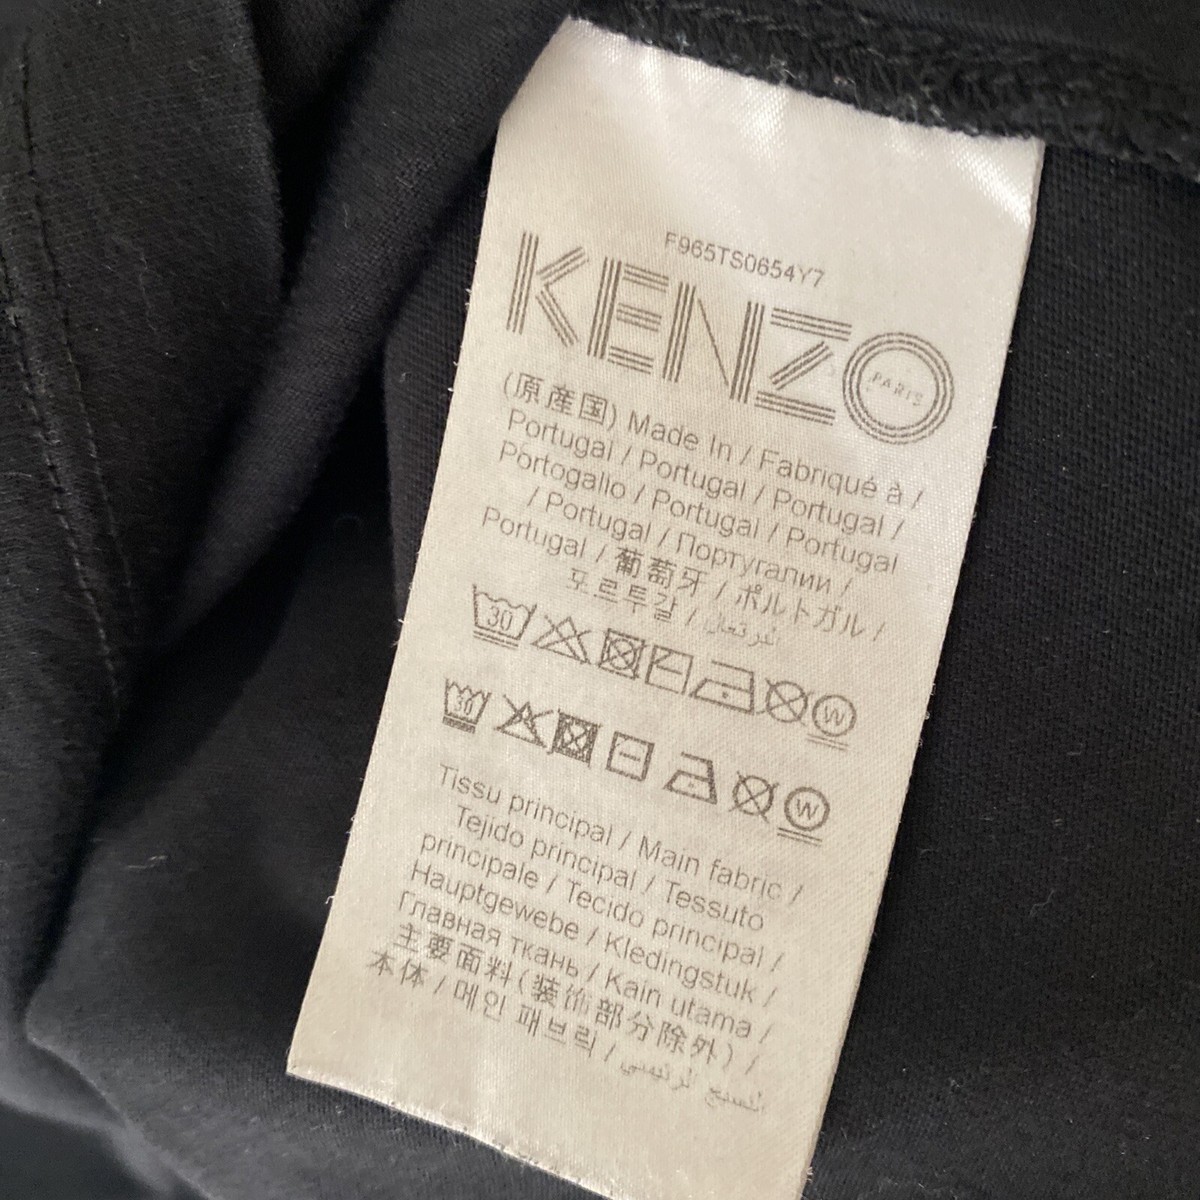 F965TS0654Y7
KENZO
PARIS
(原産国) Made In / Fabriqué à /
Portugal / Portugal / Portugal /
Portogallo / Portugal / Portugal
/ Portugal / Португалии /
Portugal / 葡萄牙 / ポルトガル /
포르투갈 /
30
W
30
W
Tissu principal / Main fabric /
Tejido principal / Tessuto
principale / Tecido principal /
Hauptgewebe / Kledingstuk /
Главная ткань / Kain utama /
主要面料(装饰部分除外) /
本体 / 메인 패브릭 /